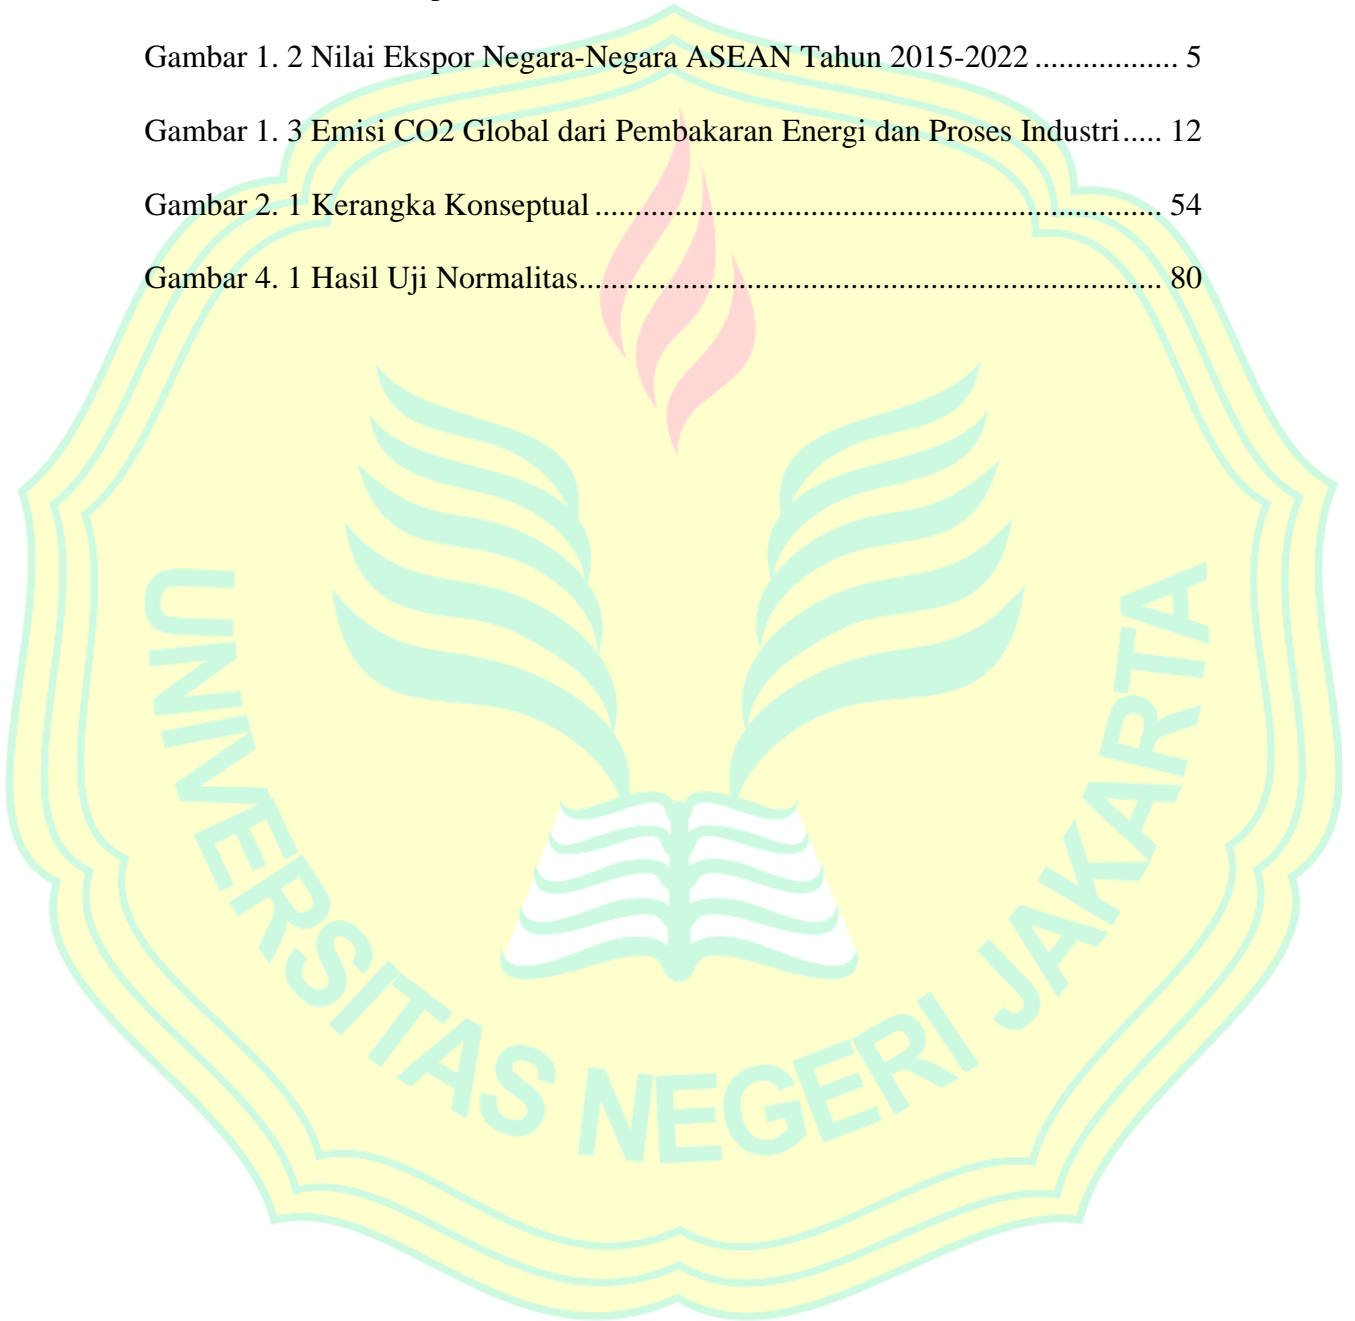 Gambar 1. 2 Nilai Ekspor Negara-Negara ASEAN Tahun 2015-2022 .................. 5
Gambar 1. 3 Emisi CO2 Global dari Pembakaran Energi dan Proses Industri..... 12
Gambar 2. 1 Kerangka Konseptual ...................................................................... 54
Gambar 4. 1 Hasil Uji Normalitas........................................................................ 80
UNIVERSITAS NEGERI JAKARTA